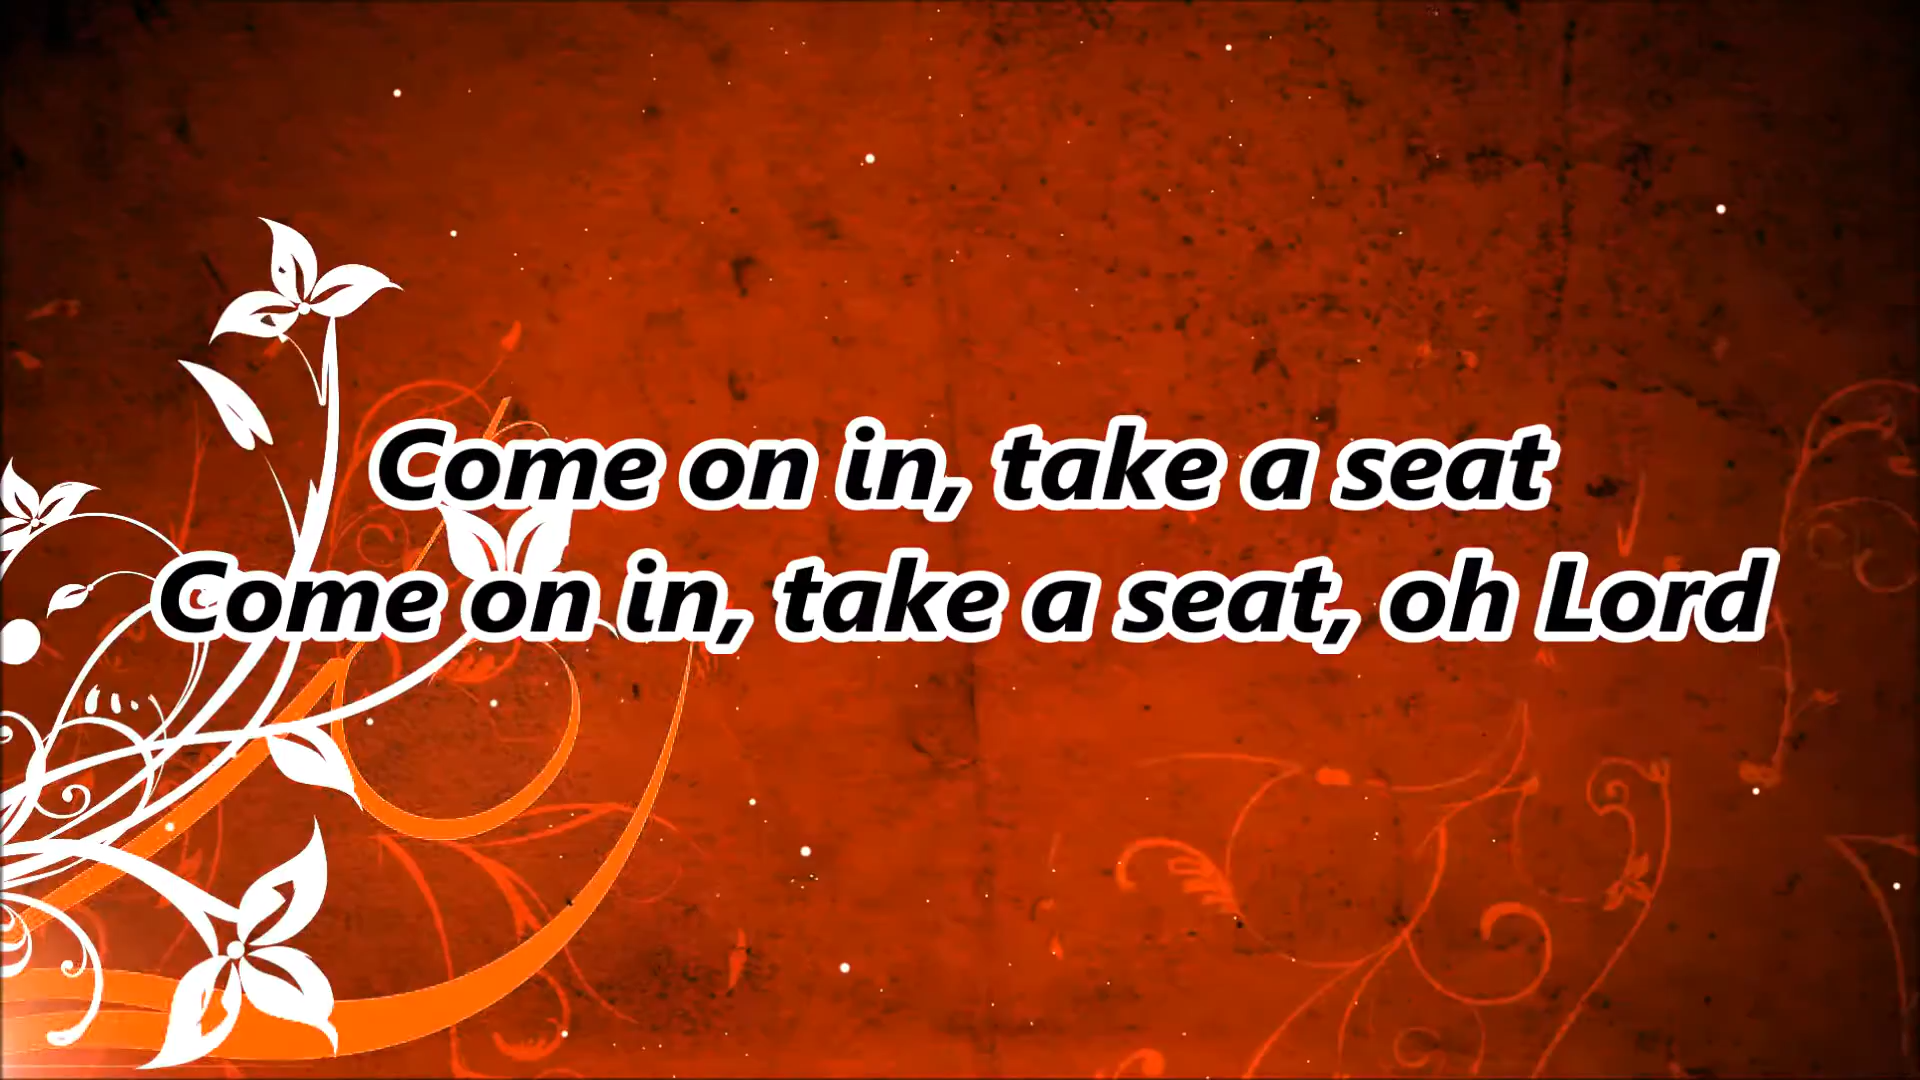 Come on in, take a seat
Come on in, take a seat, oh Lord